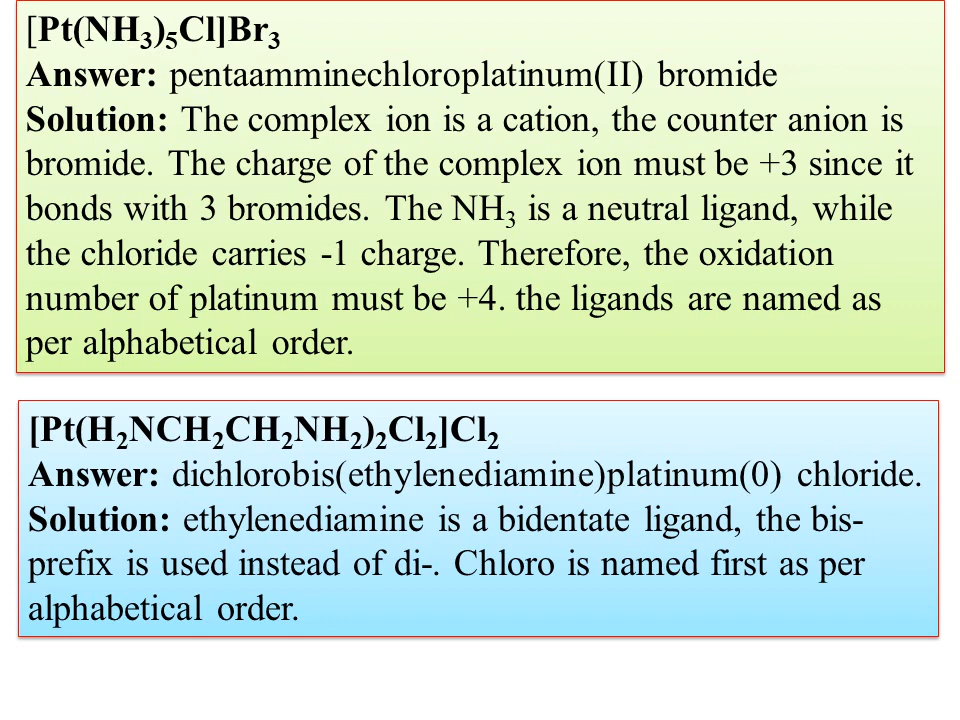 [Pt(NH₃)₅Cl]Br₃
Answer: pentaamminechloroplatinum(II) bromide
Solution: The complex ion is a cation, the counter anion is
bromide. The charge of the complex ion must be +3 since it
bonds with 3 bromides. The NH₃ is a neutral ligand, while
the chloride carries -1 charge. Therefore, the oxidation
number of platinum must be +4. the ligands are named as
per alphabetical order.
[Pt(H₂NCH₂CH₂NH₂)₂Cl₂]Cl₂
Answer: dichlorobis(ethylenediamine)platinum(0) chloride.
Solution: ethylenediamine is a bidentate ligand, the bis-
prefix is used instead of di-. Chloro is named first as per
alphabetical order.